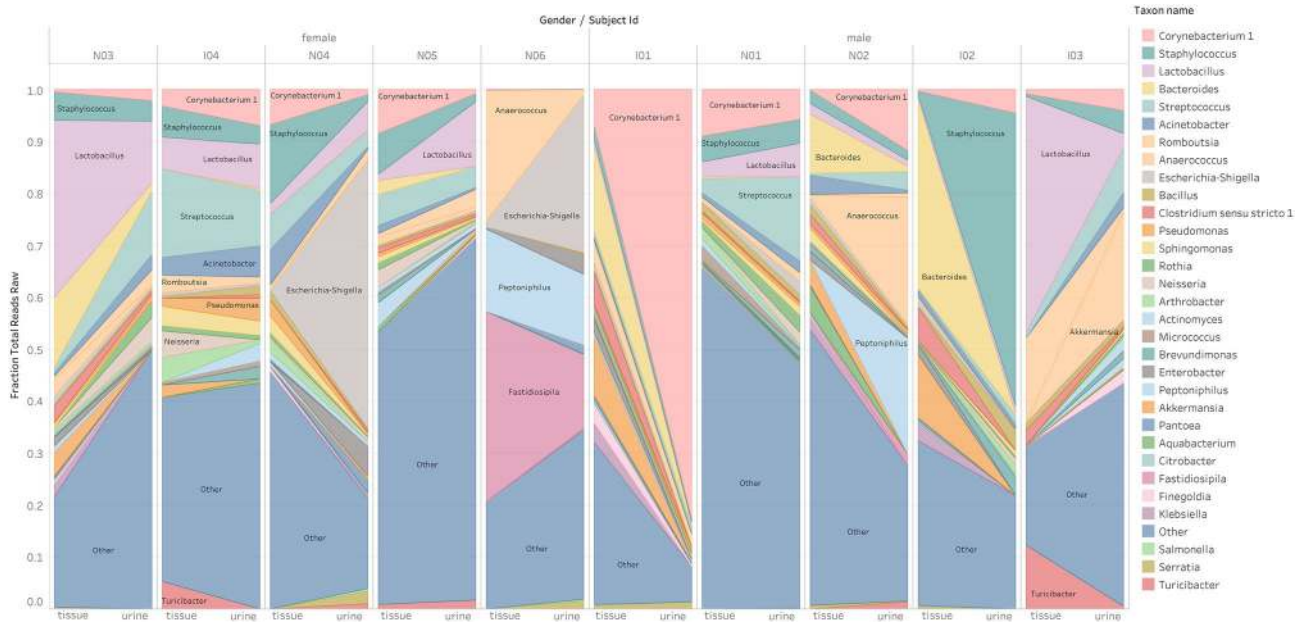 Gender / Subject Id
Taxon name
female
male
N03 I04 N04 N05 N06 I01 N01 N02 I02 I03
Fraction Total Reads Raw
1.0
0.9
0.8
0.7
0.6
0.5
0.4
0.3
0.2
0.1
0.0
Staphylococcus
Lactobacillus
Other
Corynebacterium 1
Staphylococcus
Lactobacillus
Streptococcus
Acinetobacter
Romboutsia
Pseudomonas
Neisseria
Other
Turicibacter
Corynebacterium 1
Staphylococcus
Escherichia-Shigella
Other
Corynebacterium 1
Lactobacillus
Other
Anaerococcus
Escherichia-Shigella
Peptoniphilus
Fastidiosipila
Other
Corynebacterium 1
Other
Corynebacterium 1
Staphylococcus
Lactobacillus
Streptococcus
Other
Corynebacterium 1
Bacteroides
Anaerococcus
Peptoniphilus
Other
Staphylococcus
Bacteroides
Other
Lactobacillus
Akkermansia
Other
Turicibacter
tissue urine tissue urine tissue urine tissue urine tissue urine tissue urine tissue urine tissue urine tissue urine tissue urine
Corynebacterium 1
Staphylococcus
Lactobacillus
Bacteroides
Streptococcus
Acinetobacter
Romboutsia
Anaerococcus
Escherichia-Shigella
Bacillus
Clostridium sensu stricto 1
Pseudomonas
Sphingomonas
Rothia
Neisseria
Arthrobacter
Actinomyces
Micrococcus
Brevundimonas
Enterobacter
Peptoniphilus
Akkermansia
Pantoea
Aquabacterium
Citrobacter
Fastidiosipila
Finegoldia
Klebsiella
Other
Salmonella
Serratia
Turicibacter